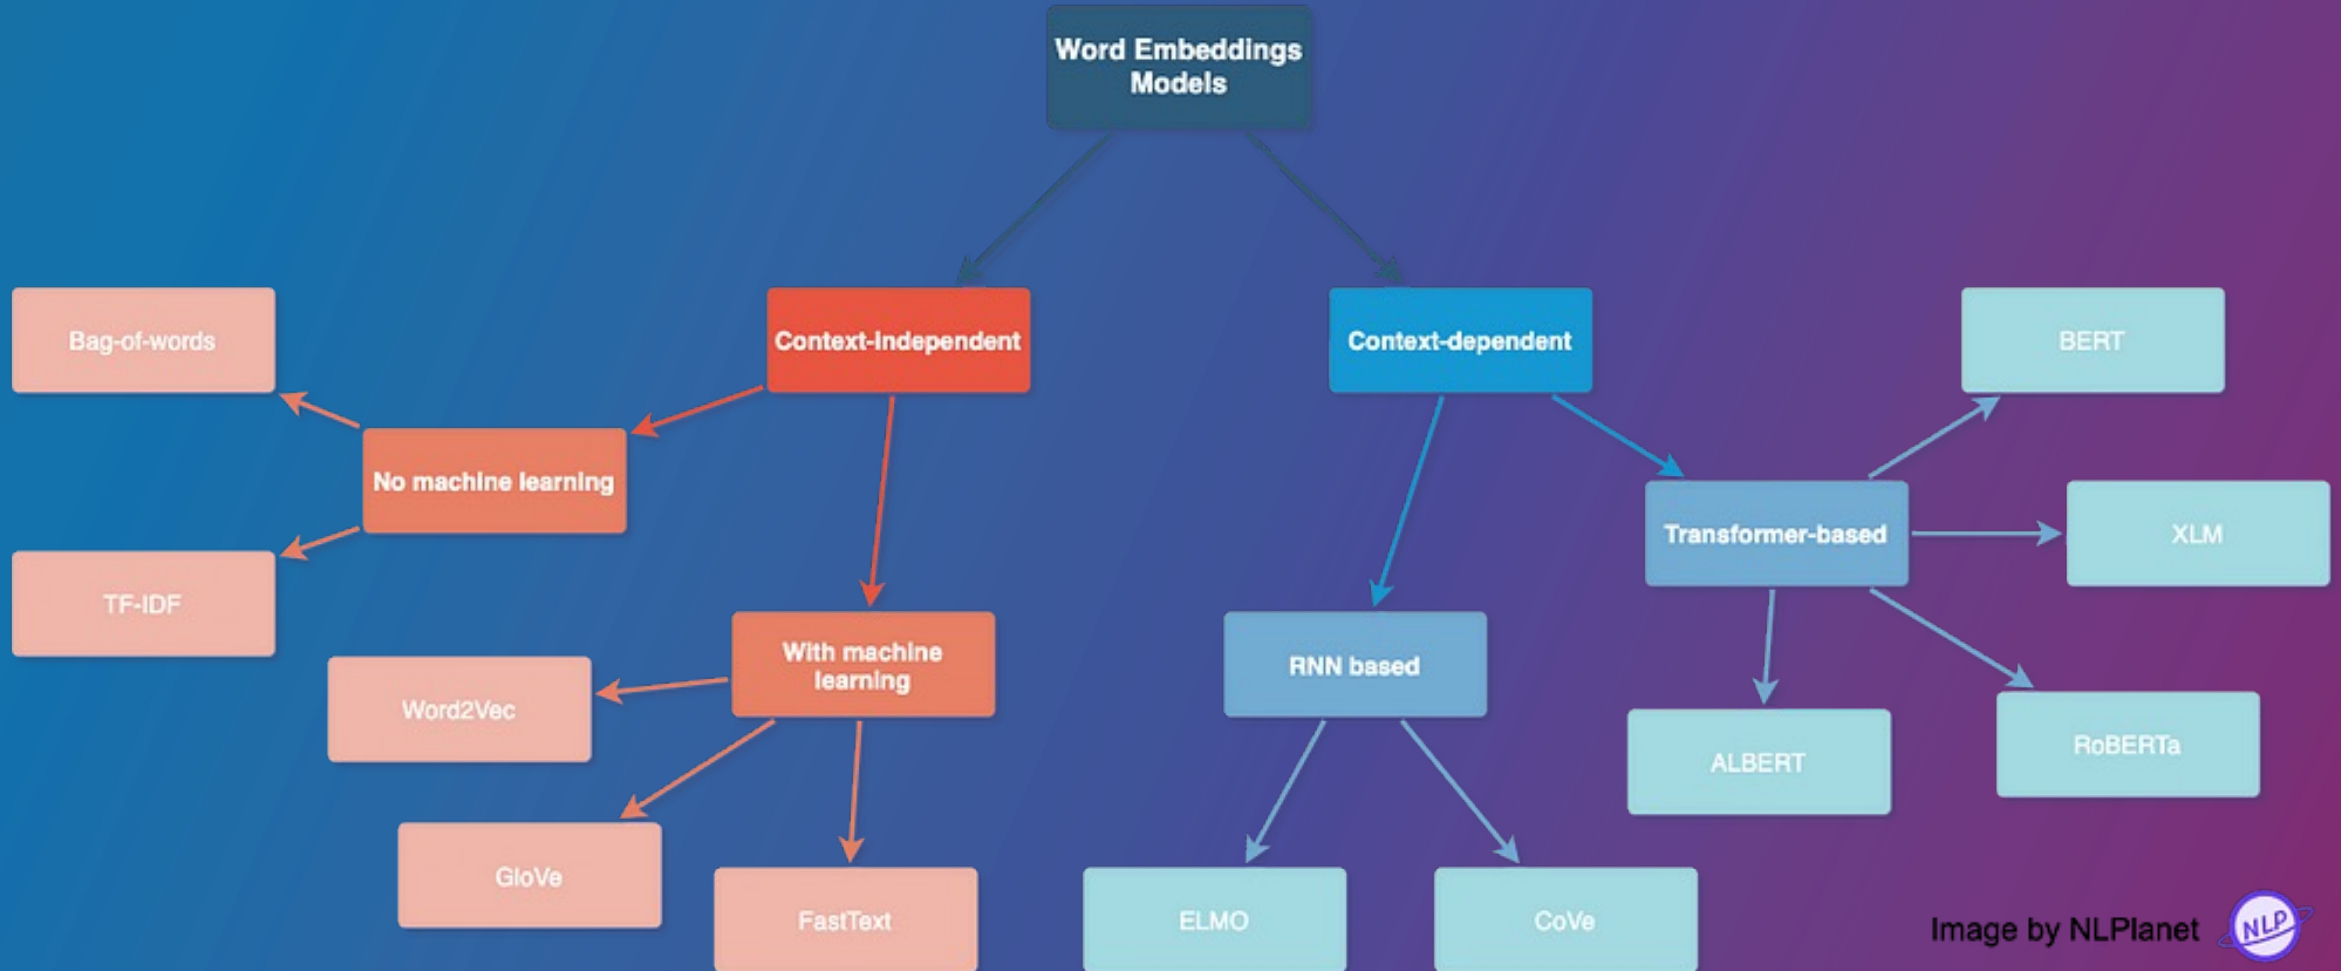 Word Embeddings
Models
Bag-of-words
Context-independent
Context-dependent
BERT
No machine learning
Transformer-based
XLM
TF-IDF
With machine
learning
RNN based
Word2Vec
ALBERT
RoBERTa
GloVe
FastText
ELMO
CoVe
Image by NLPlanet
NLP